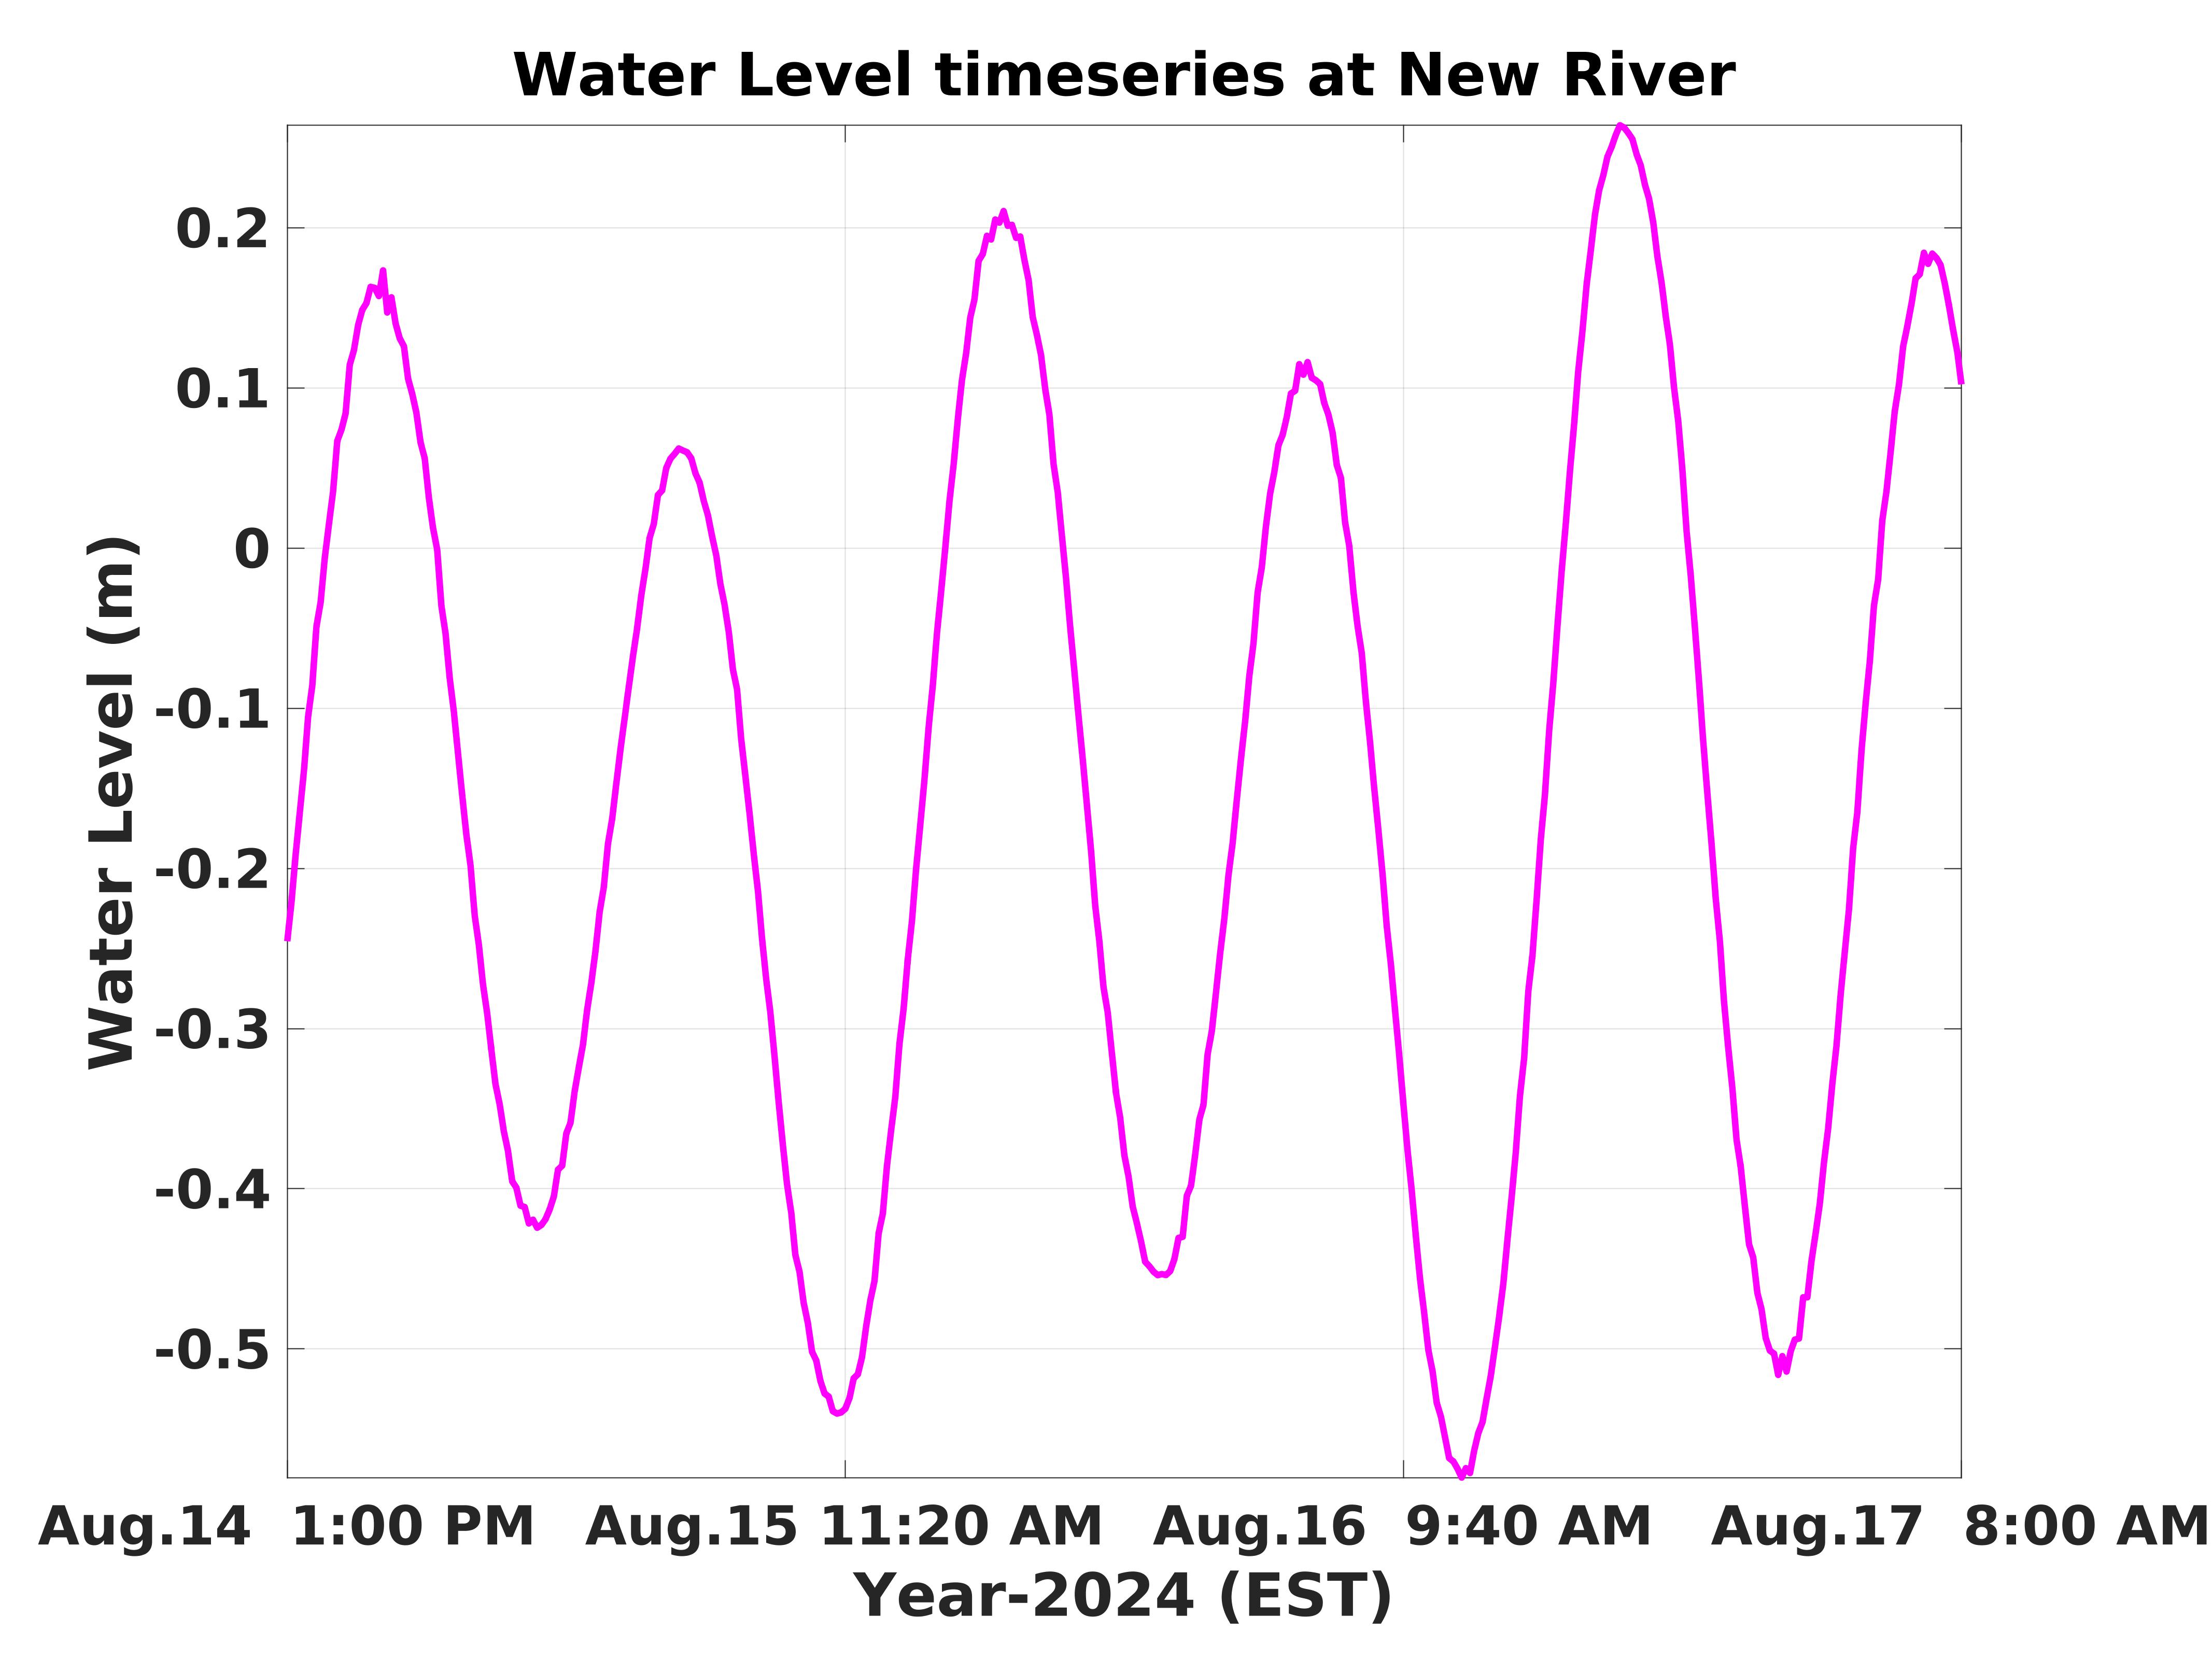 Water Level timeseries at New River
Water Level (m)
0.2
0.1
0
-0.1
-0.2
-0.3
-0.4
-0.5
Aug.14 1:00 PM Aug.15 11:20 AM Aug.16 9:40 AM Aug.17 8:00 AM
Year-2024 (EST)